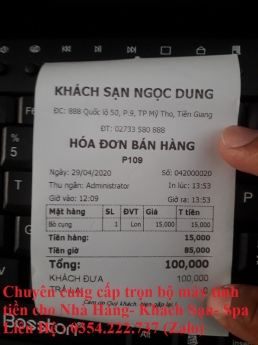 KHÁCH SẠN NGỌC DUNG
ĐC: 888 Quốc lộ 50, P.9, TP Mỹ Tho, Tiền Giang
ĐT: 02733 580 888
HÓA ĐƠN BÁN HÀNG
P109
Ngày: 29/04/2020 Số: 042000020
Thu ngân: Administrator In lúc: 13:53
Giờ vào: 12:09 Giờ ra: 13:53
Mặt hàng SL ĐVT Giá T tiền
Bò cụng 1 Lon 15,000 15,000
Tiền hàng: 15,000
Tiền giờ 85,000
Tổng: 100,000
KHÁCH ĐƯA 100,000
Chuyên cung cấp trọn bộ máy tính
tiền cho Nhà Hàng- Khách Sạn- Spa
Liên Hệ: 0354.222.737 (Zalo)